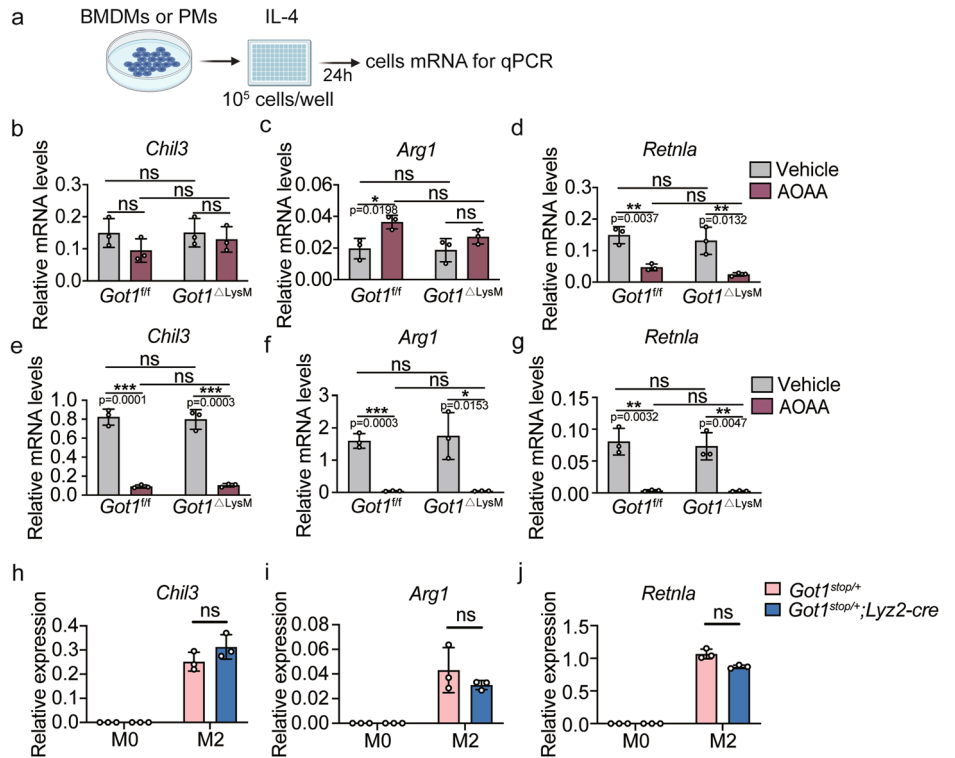 a
BMDMs or PMs
IL-4
24h
cells mRNA for qPCR
10⁵ cells/well
b
Chil3
Relative mRNA levels
0.3
0.2
0.1
0.0
ns
ns
ns
ns
Got1f/f
Got1△LysM
c
Arg1
Relative mRNA levels
0.06
0.04
0.02
0.00
ns
ns
*
p=0.0198
ns
Got1f/f
Got1△LysM
d
Retnla
Relative mRNA levels
0.3
0.2
0.1
0.0
ns
ns
**
p=0.0037
**
p=0.0132
Got1f/f
Got1△LysM
Vehicle
AOAA
e
Chil3
Relative mRNA levels
1.0
0.8
0.6
0.4
0.2
0.0
ns
ns
***
p=0.0001
***
p=0.0003
Got1f/f
Got1△LysM
f
Arg1
Relative mRNA levels
3
2
1
0
ns
ns
***
p=0.0003
*
p=0.0153
Got1f/f
Got1△LysM
g
Retnla
Relative mRNA levels
0.15
0.10
0.05
0.00
ns
ns
**
p=0.0032
**
p=0.0047
Got1f/f
Got1△LysM
Vehicle
AOAA
h
Chil3
Relative expression
0.4
0.3
0.2
0.1
0.0
ns
M0
M2
i
Arg1
Relative expression
0.08
0.06
0.04
0.02
0.00
ns
M0
M2
j
Retnla
Relative expression
1.5
1.0
0.5
0.0
ns
M0
M2
Got1stop/+
Got1stop/+;Lyz2-cre